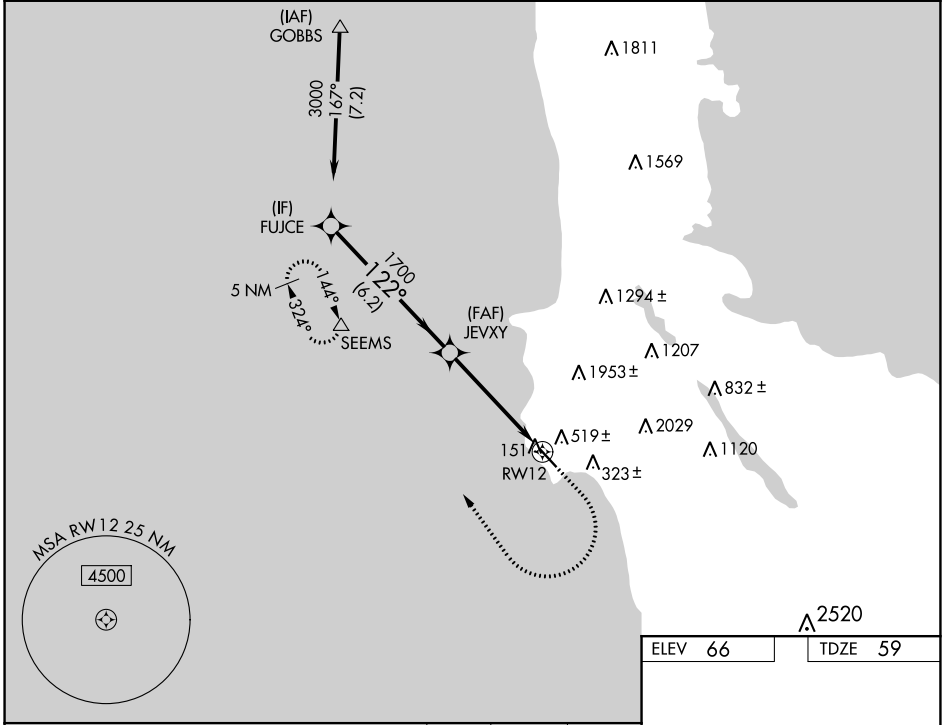 (IAF)
GOBBS
3000
167°
(7.2)
1811
1569
(IF)
FUJCE
1700
122°
(6.2)
5 NM
144°
324°
SEEMS
(FAF)
JEVXY
1294 ±
1207
1953 ±
832 ±
519 ±
2029
1120
151
323 ±
RW12
MSA RW12 25 NM
4500
2520
ELEV 66
TDZE 59